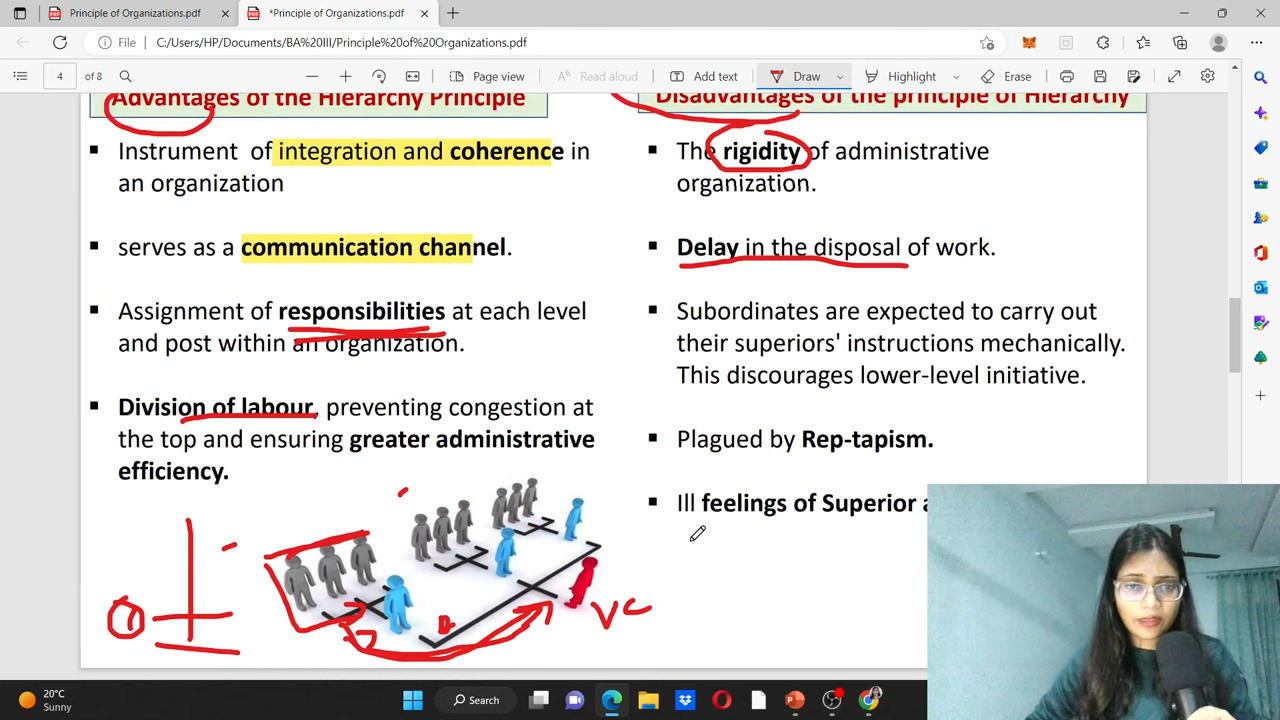 Principle of Organizations.pdf
*Principle of Organizations.pdf
File
C:/Users/HP/Documents/BA%20III/Principle%20of%20Organizations.pdf
4 of 8
Page view
Read aloud
Add text
Draw
Highlight
Erase
Advantages of the Hierarchy Principle
▪ Instrument of integration and coherence in
an organization
▪ serves as a communication channel.
▪ Assignment of responsibilities at each level
and post within an organization.
▪ Division of labour, preventing congestion at
the top and ensuring greater administrative
efficiency.
VC
Disadvantages of the principle of Hierarchy
▪ The rigidity of administrative
organization.
▪ Delay in the disposal of work.
▪ Subordinates are expected to carry out
their superiors' instructions mechanically.
This discourages lower-level initiative.
▪ Plagued by Rep-tapism.
▪ Ill feelings of Superior
20°C
Sunny
Search